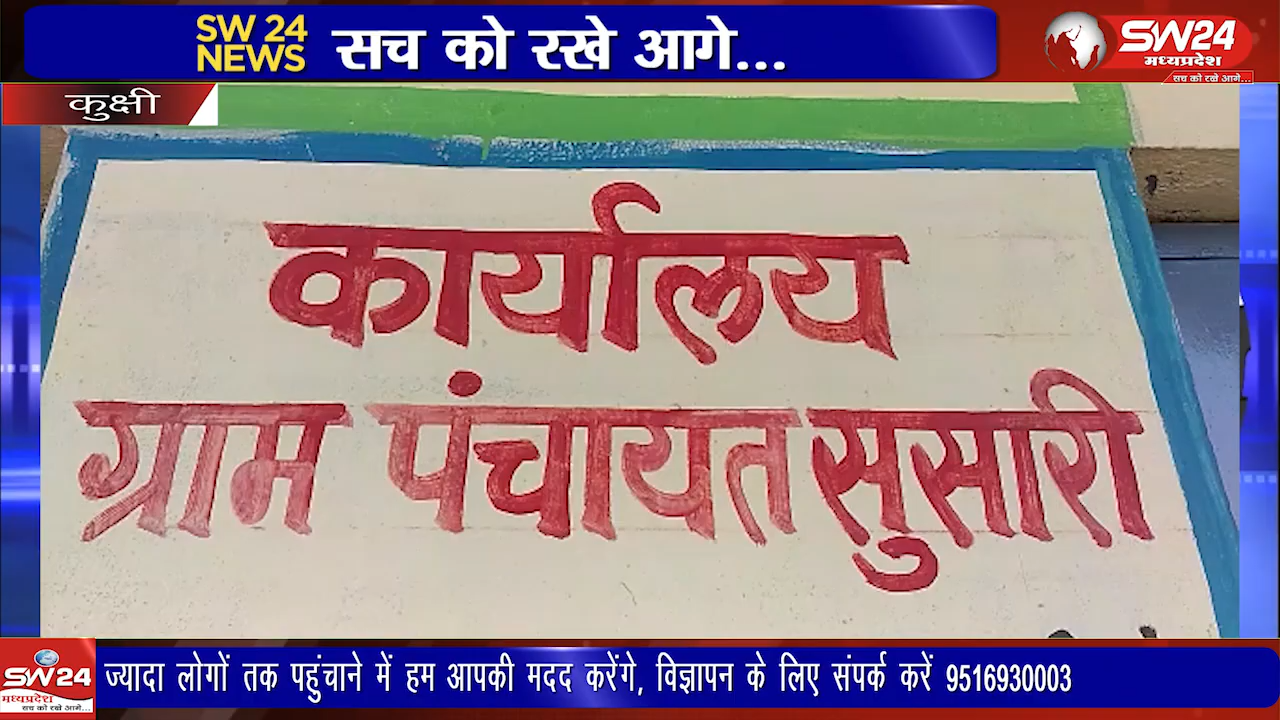 SW 24
NEWS
सच को रखे आगे...
SW24
मध्यप्रदेश
सच को रखे आगे...
कुक्षी
कार्यालय
ग्राम पंचायत सुसारी
SW24
मध्यप्रदेश
सच को रखे आगे...
ज्यादा लोगों तक पहुंचाने में हम आपकी मदद करेंगे, विज्ञापन के लिए संपर्क करें 9516930003